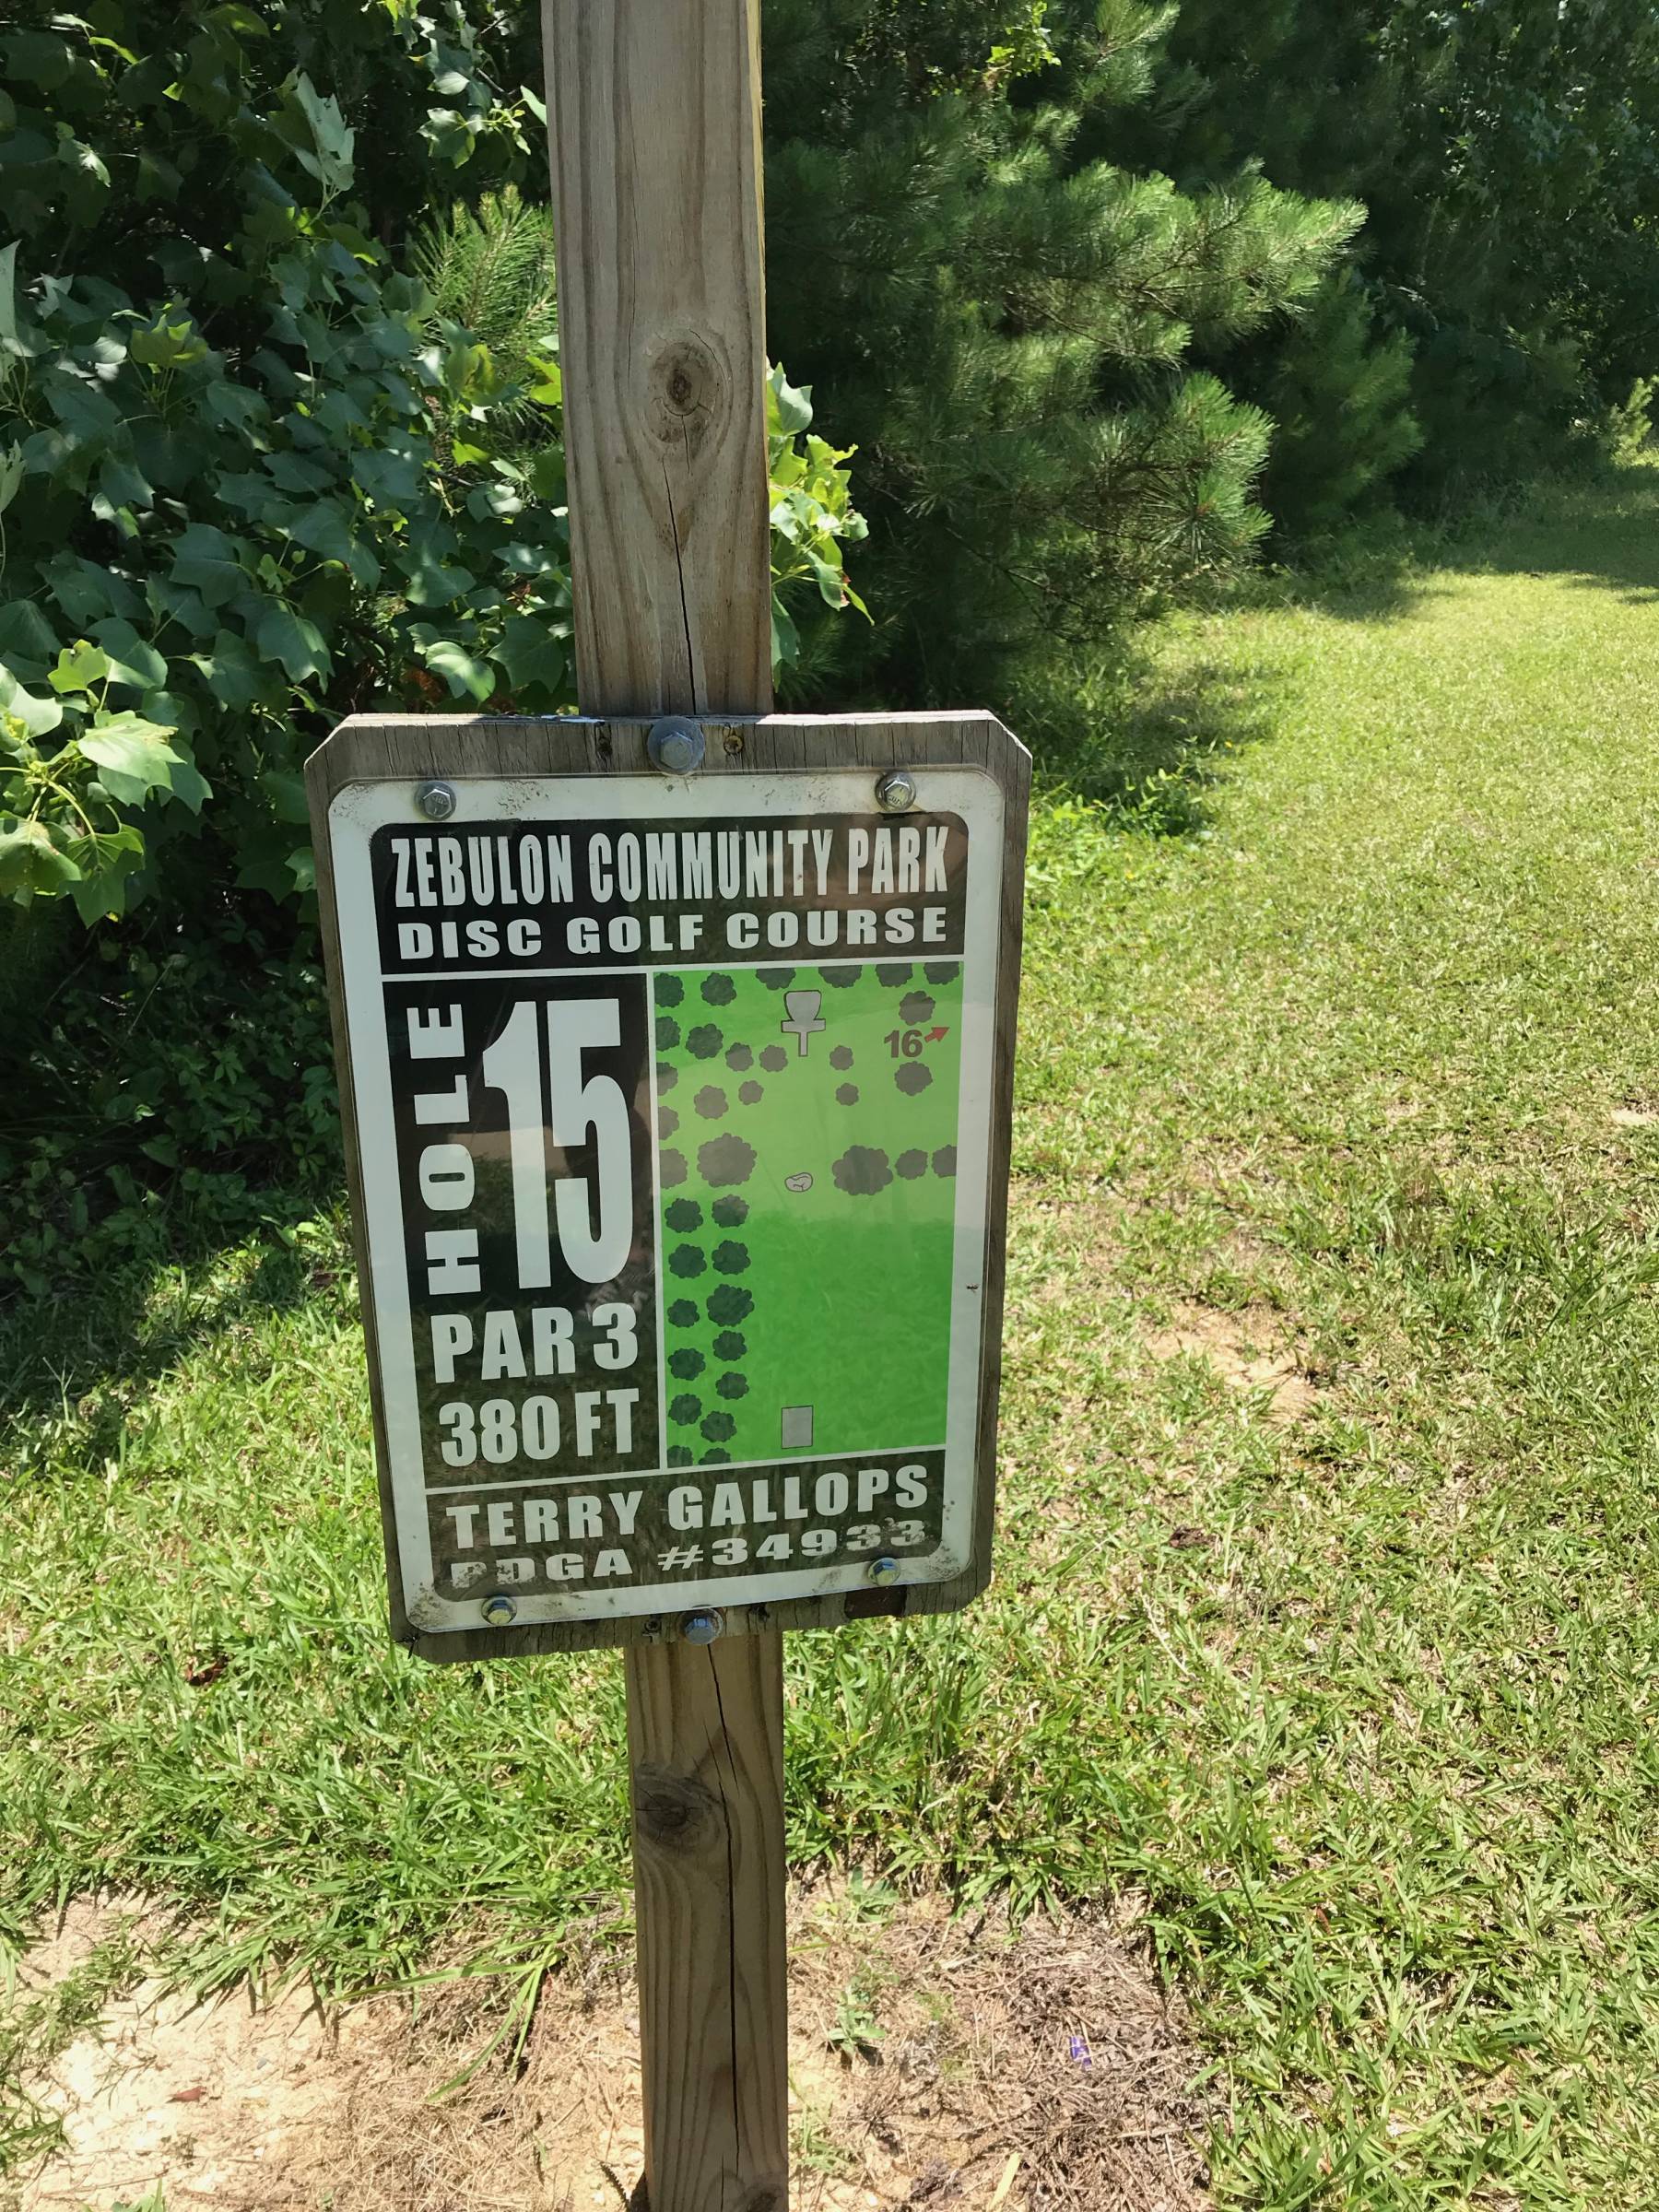 ZEBULON COMMUNITY PARK
DISC GOLF COURSE
HOLE
15
PAR 3
380 FT
16
TERRY GALLOPS
PDGA #34933